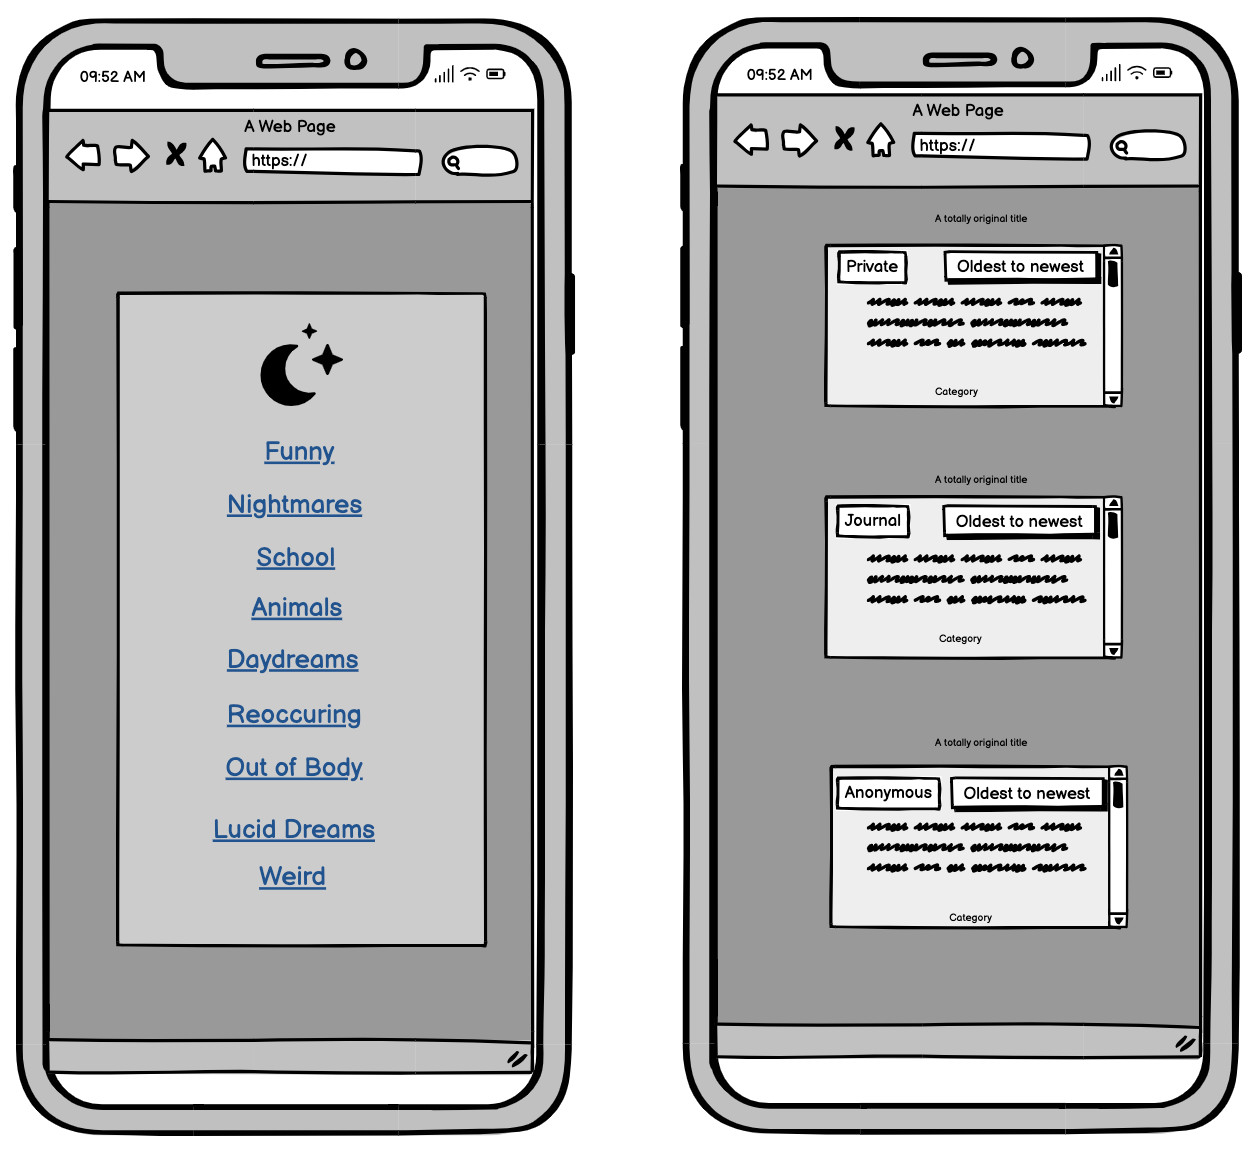 09:52 AM
A Web Page
https://
Funny
Nightmares
School
Animals
Daydreams
Reoccuring
Out of Body
Lucid Dreams
Weird
09:52 AM
A Web Page
https://
A totally original title
Private
Oldest to newest
Category
A totally original title
Journal
Oldest to newest
Category
A totally original title
Anonymous
Oldest to newest
Category